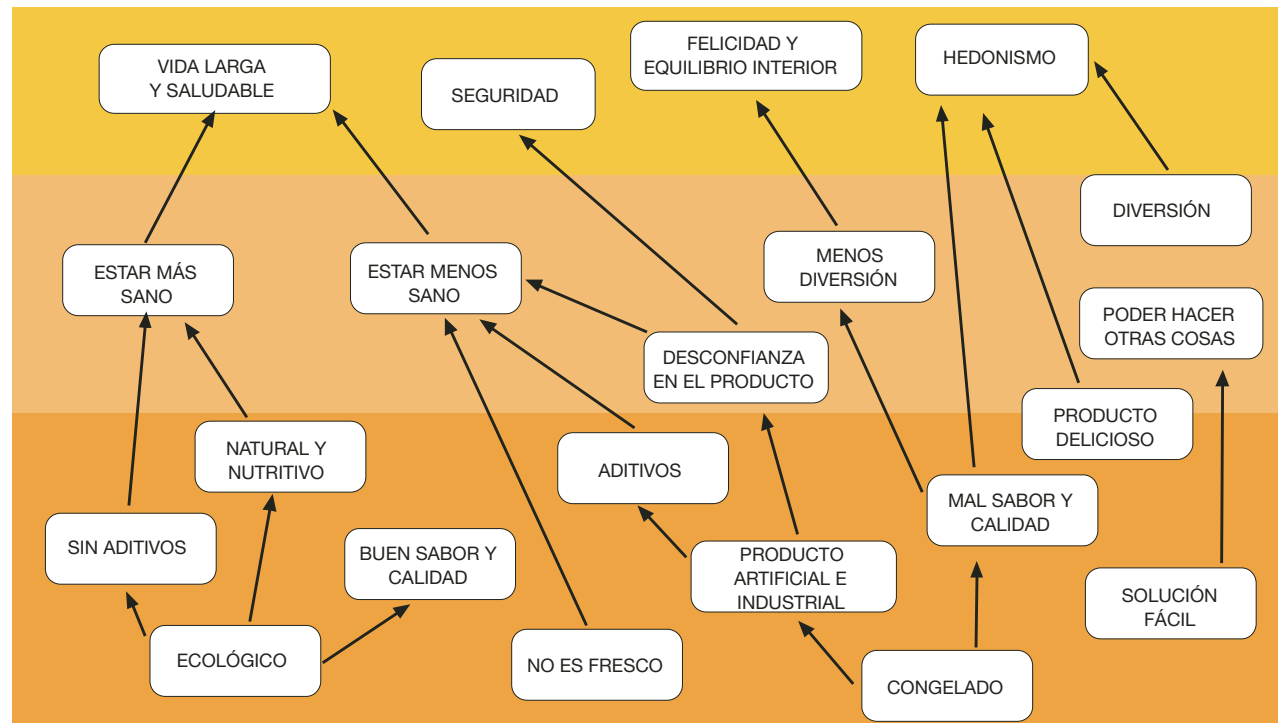 VIDA LARGA
Y SALUDABLE
SEGURIDAD
FELICIDAD Y
EQUILIBRIO INTERIOR
HEDONISMO
DIVERSIÓN
ESTAR MÁS
SANO
ESTAR MENOS
SANO
MENOS
DIVERSIÓN
PODER HACER
OTRAS COSAS
DESCONFIANZA
EN EL PRODUCTO
PRODUCTO
DELICIOSO
NATURAL Y
NUTRITIVO
ADITIVOS
MAL SABOR Y
CALIDAD
SIN ADITIVOS
BUEN SABOR Y
CALIDAD
PRODUCTO
ARTIFICIAL E
INDUSTRIAL
SOLUCIÓN
FÁCIL
ECOLÓGICO
NO ES FRESCO
CONGELADO